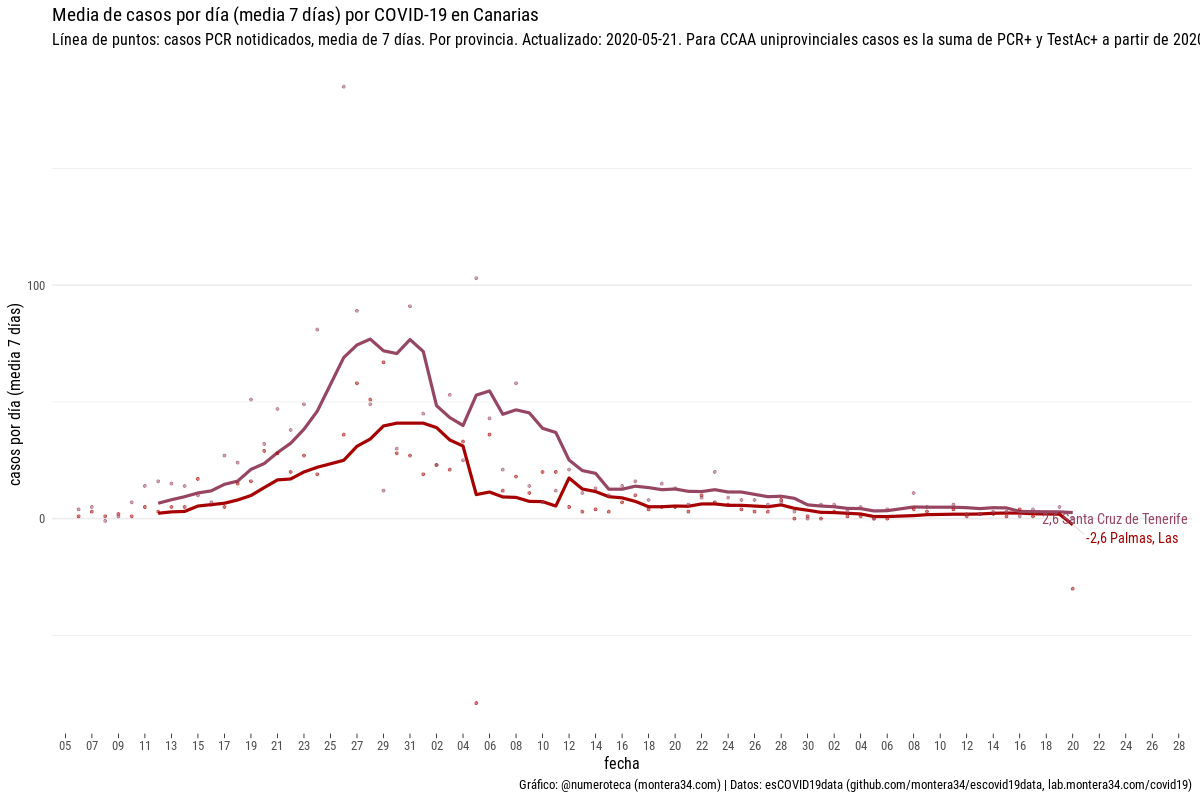 Media de casos por día (media 7 días) por COVID-19 en Canarias
Línea de puntos: casos PCR notidicados, media de 7 días. Por provincia. Actualizado: 2020-05-21. Para CCAA uniprovinciales casos es la suma de PCR+ y TestAc+ a partir de 2020
casos por día (media 7 días)
100
0
2,6 Santa Cruz de Tenerife
-2,6 Palmas, Las
05 07 09 11 13 15 17 19 21 23 25 27 29 31 02 04 06 08 10 12 14 16 18 20 22 24 26 28 30 02 04 06 08 10 12 14 16 18 20 22 24 26 28
fecha
Gráfico: @numeroteca (montera34.com) | Datos: esCOVID19data (github.com/montera34/escovid19data, lab.montera34.com/covid19)